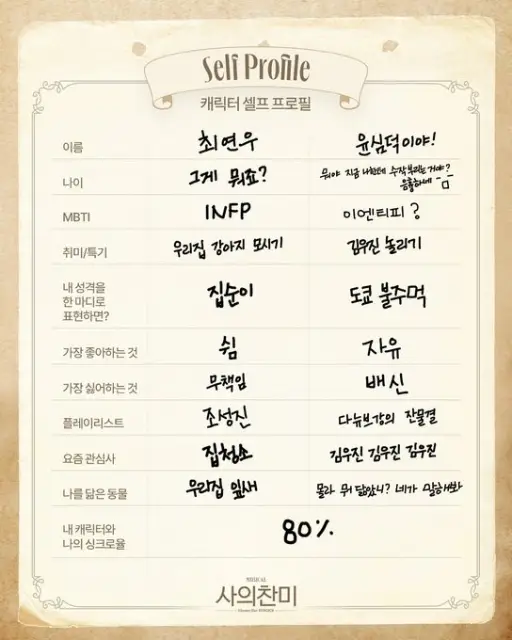 Self Profile
캐릭터 셀프 프로필
이름 최연우 윤심덕이야!
나이 그게 뭐죠? 뭐야 지금 나한테 수작부리는거야?
음흉하네 -_-
MBTI INFP 이엔티피?
취미/특기 우리집 강아지 모시기 김우진 놀리기
내 성격을
한 마디로
표현하면? 집순이 도쿄 불주먹
가장 좋아하는 것 쉼 자유
가장 싫어하는 것 무책임 배신
플레이리스트 조성진 다뉴브강의 잔물결
요즘 관심사 집청소 김우진 김우진 김우진
나를 닮은 동물 우리집 잎새 몰라 뭐 닮았니? 네가 말해봐
내 캐릭터와
나의 싱크로율 80%
MUSICAL
사의찬미